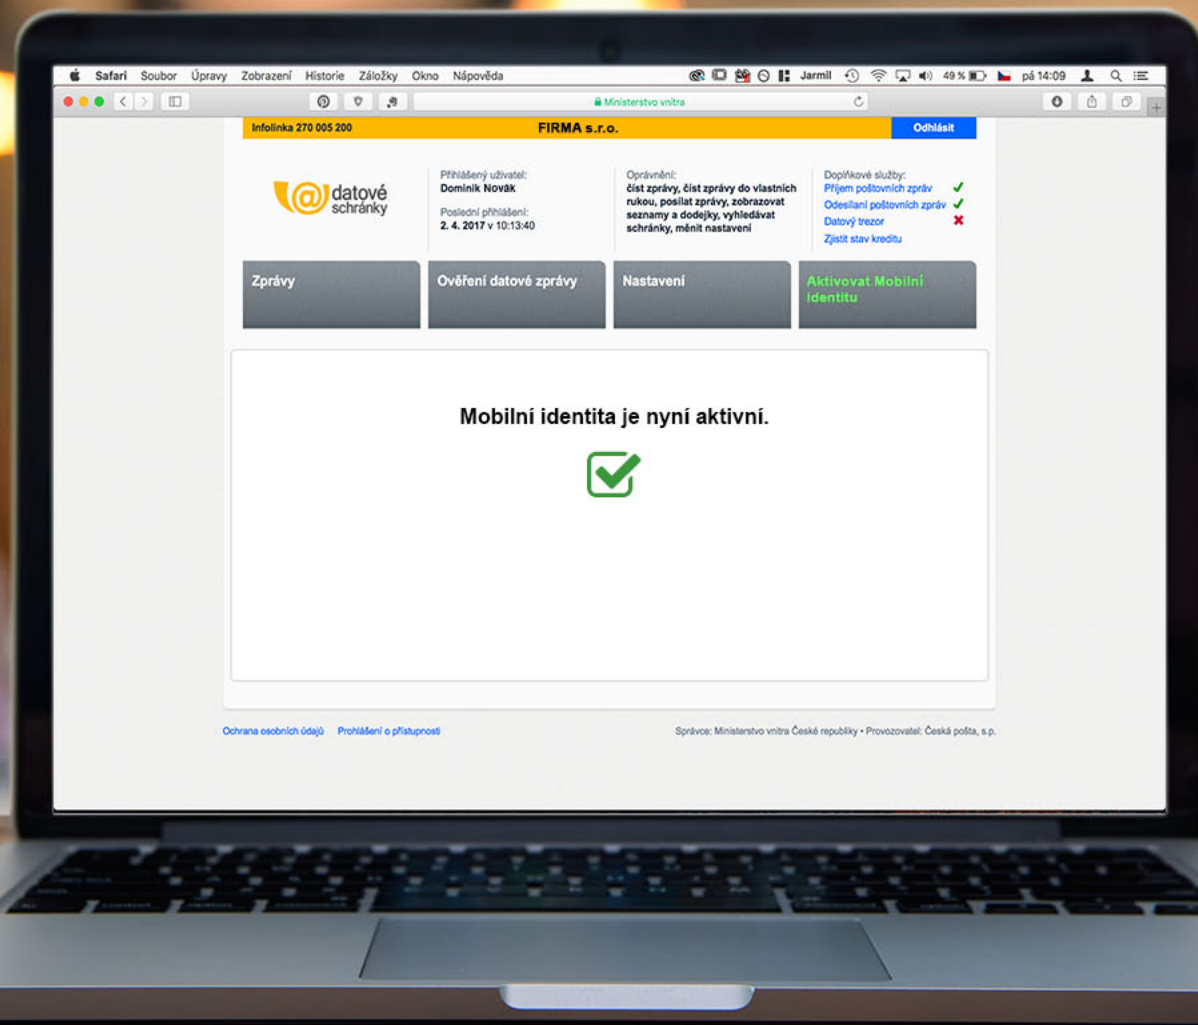 Safari Soubor Úpravy Zobrazení Historie Záložky Okno Nápověda Jarmil 49 % pá 14:09
Ministerstvo vnitra
Infolinka 270 005 200 FIRMA s.r.o. Odhlásit
datové
schránky
Přihlášený uživatel:
Dominik Novák
Poslední přihlášení:
2. 4. 2017 v 10:13:40
Oprávnění:
číst zprávy, číst zprávy do vlastních
rukou, posílat zprávy, zobrazovat
seznamy a dodejky, vyhledávat
schránky, měnit nastavení
Doplňkové služby:
Příjem poštovních zpráv
Odesílaní poštovních zpráv
Datový trezor
Zjistit stav kreditu
Zprávy
Ověření datové zprávy
Nastavení
Aktivovat Mobilní
identitu
Mobilní identita je nyní aktivní.
Ochrana osobních údajů Prohlášení o přístupnosti
Správce: Ministerstvo vnitra České republiky • Provozovatel: Česká pošta, s.p.